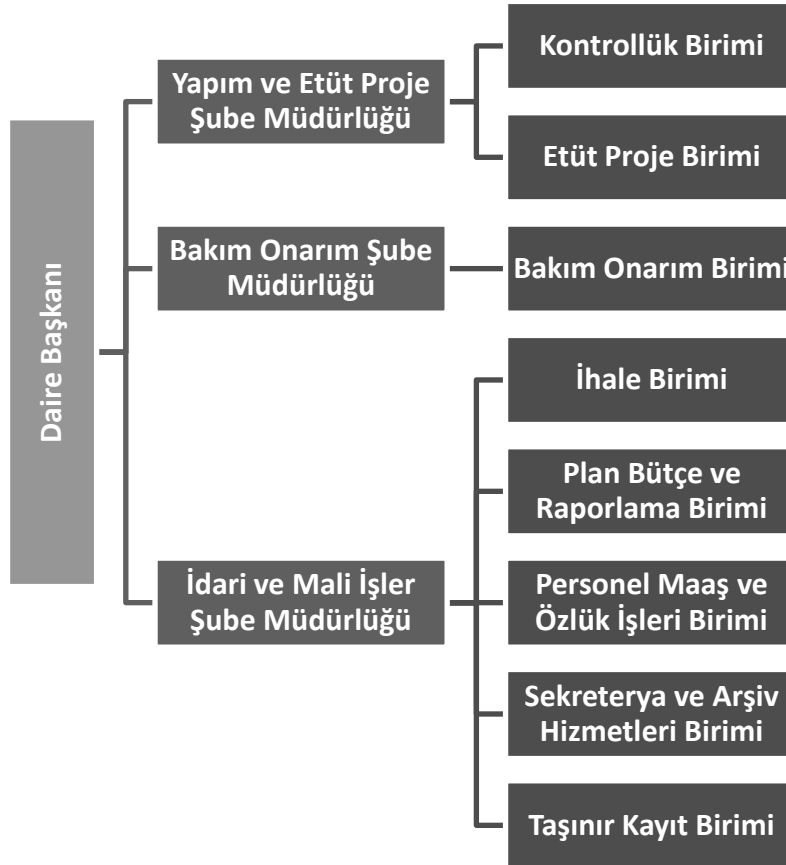 Daire Başkanı
Yapım ve Etüt Proje
Şube Müdürlüğü
Kontrollük Birimi
Etüt Proje Birimi
Bakım Onarım Şube
Müdürlüğü
Bakım Onarım Birimi
İdari ve Mali İşler
Şube Müdürlüğü
İhale Birimi
Plan Bütçe ve
Raporlama Birimi
Personel Maaş ve
Özlük İşleri Birimi
Sekreterya ve Arşiv
Hizmetleri Birimi
Taşınır Kayıt Birimi